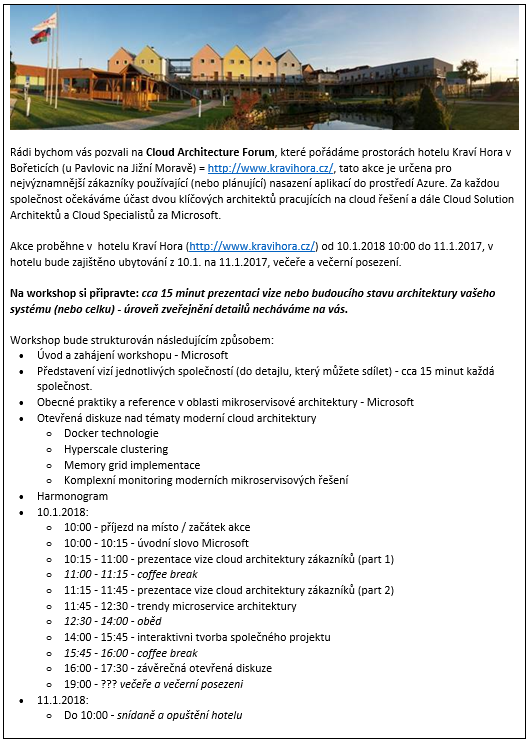 Rádi bychom vás pozvali na Cloud Architecture Forum, které pořádáme prostorách hotelu Kraví Hora v
Bořeticích (u Pavlovic na Jižní Moravě) = http://www.kravihora.cz/, tato akce je určena pro
nejvýznamnější zákazníky používající (nebo plánující) nasazení aplikací do prostředí Azure. Za každou
společnost očekáváme účast dvou klíčových architektů pracujících na cloud řešení a dále Cloud Solution
Architektů a Cloud Specialistů za Microsoft.
Akce proběhne v hotelu Kraví Hora (http://www.kravihora.cz/) od 10.1.2018 10:00 do 11.1.2017, v
hotelu bude zajištěno ubytování z 10.1. na 11.1.2017, večeře a večerní posezení.
Na workshop si připravte: cca 15 minut prezentaci vize nebo budoucího stavu architektury vašeho
systému (nebo celku) - úroveň zveřejnění detailů necháváme na vás.
Workshop bude strukturován následujícím způsobem:
• Úvod a zahájení workshopu - Microsoft
• Představení vizí jednotlivých společností (do detajlu, který můžete sdílet) - cca 15 minut každá
společnost.
• Obecné praktiky a reference v oblasti mikroservisové architektury - Microsoft
• Otevřená diskuze nad tématy moderní cloud architektury
o Docker technologie
o Hyperscale clustering
o Memory grid implementace
o Komplexní monitoring moderních mikroservisových řešení
• Harmonogram
• 10.1.2018:
o 10:00 - příjezd na místo / začátek akce
o 10:00 - 10:15 - úvodní slovo Microsoft
o 10:15 - 11:00 - prezentace vize cloud architektury zákazníků (part 1)
o 11:00 - 11:15 - coffee break
o 11:15 - 11:45 - prezentace vize cloud architektury zákazníků (part 2)
o 11:45 - 12:30 - trendy microservice architektury
o 12:30 - 14:00 - oběd
o 14:00 - 15:45 - interaktivni tvorba společného projektu
o 15:45 - 16:00 - coffee break
o 16:00 - 17:30 - závěrečná otevřená diskuze
o 19:00 - ??? večeře a večerní posezeni
• 11.1.2018:
o Do 10:00 - snídaně a opuštění hotelu